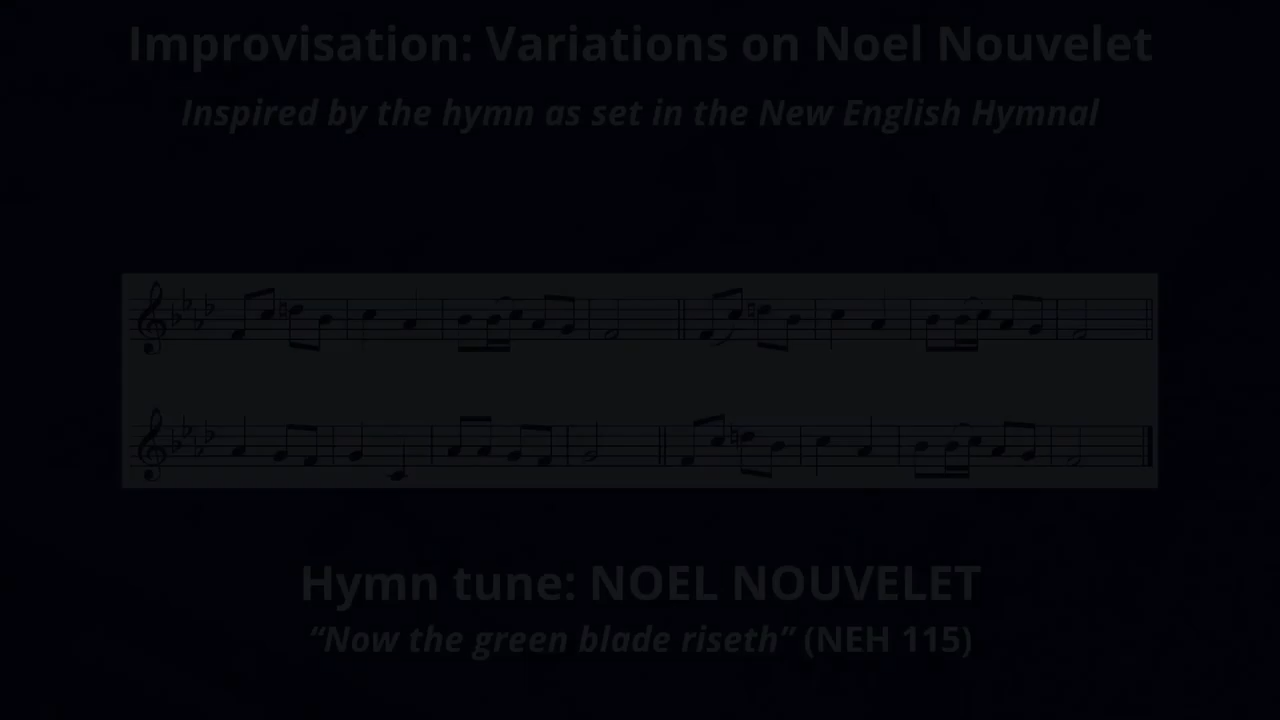 Improvisation: Variations on Noel Nouvelet
Inspired by the hymn as set in the New English Hymnal
Hymn tune: NOEL NOUVELET
“Now the green blade riseth” (NEH 115)